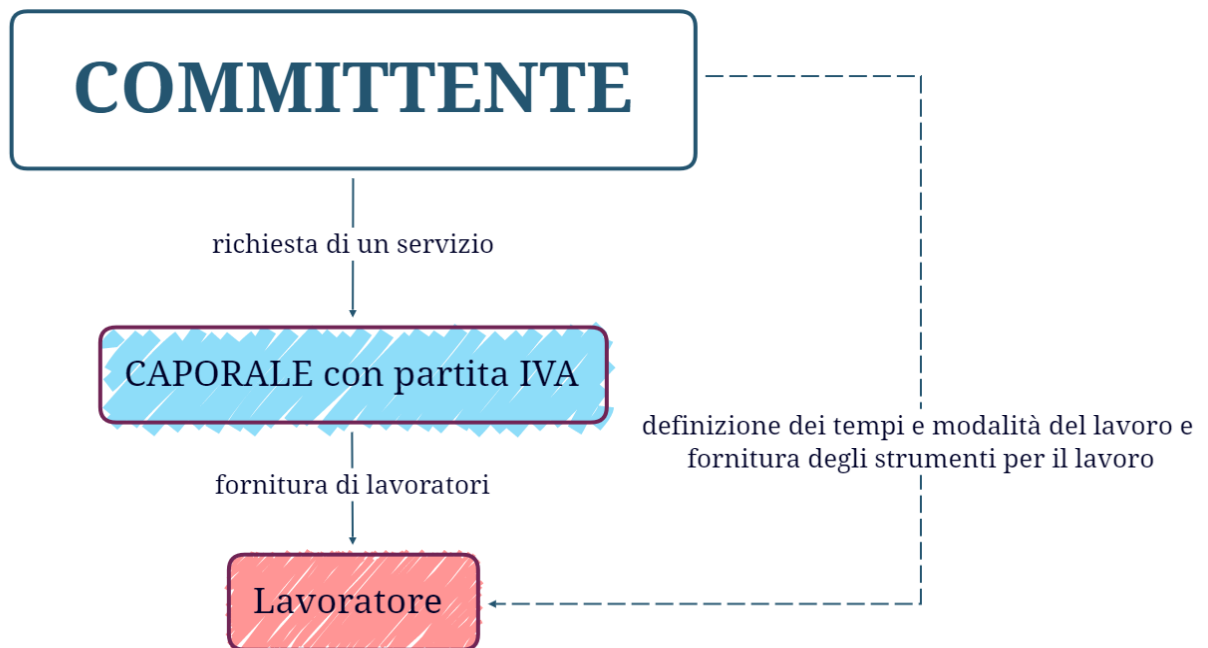 COMMITTENTE
richiesta di un servizio
CAPORALE con partita IVA
definizione dei tempi e modalità del lavoro e
fornitura degli strumenti per il lavoro
fornitura di lavoratori
Lavoratore